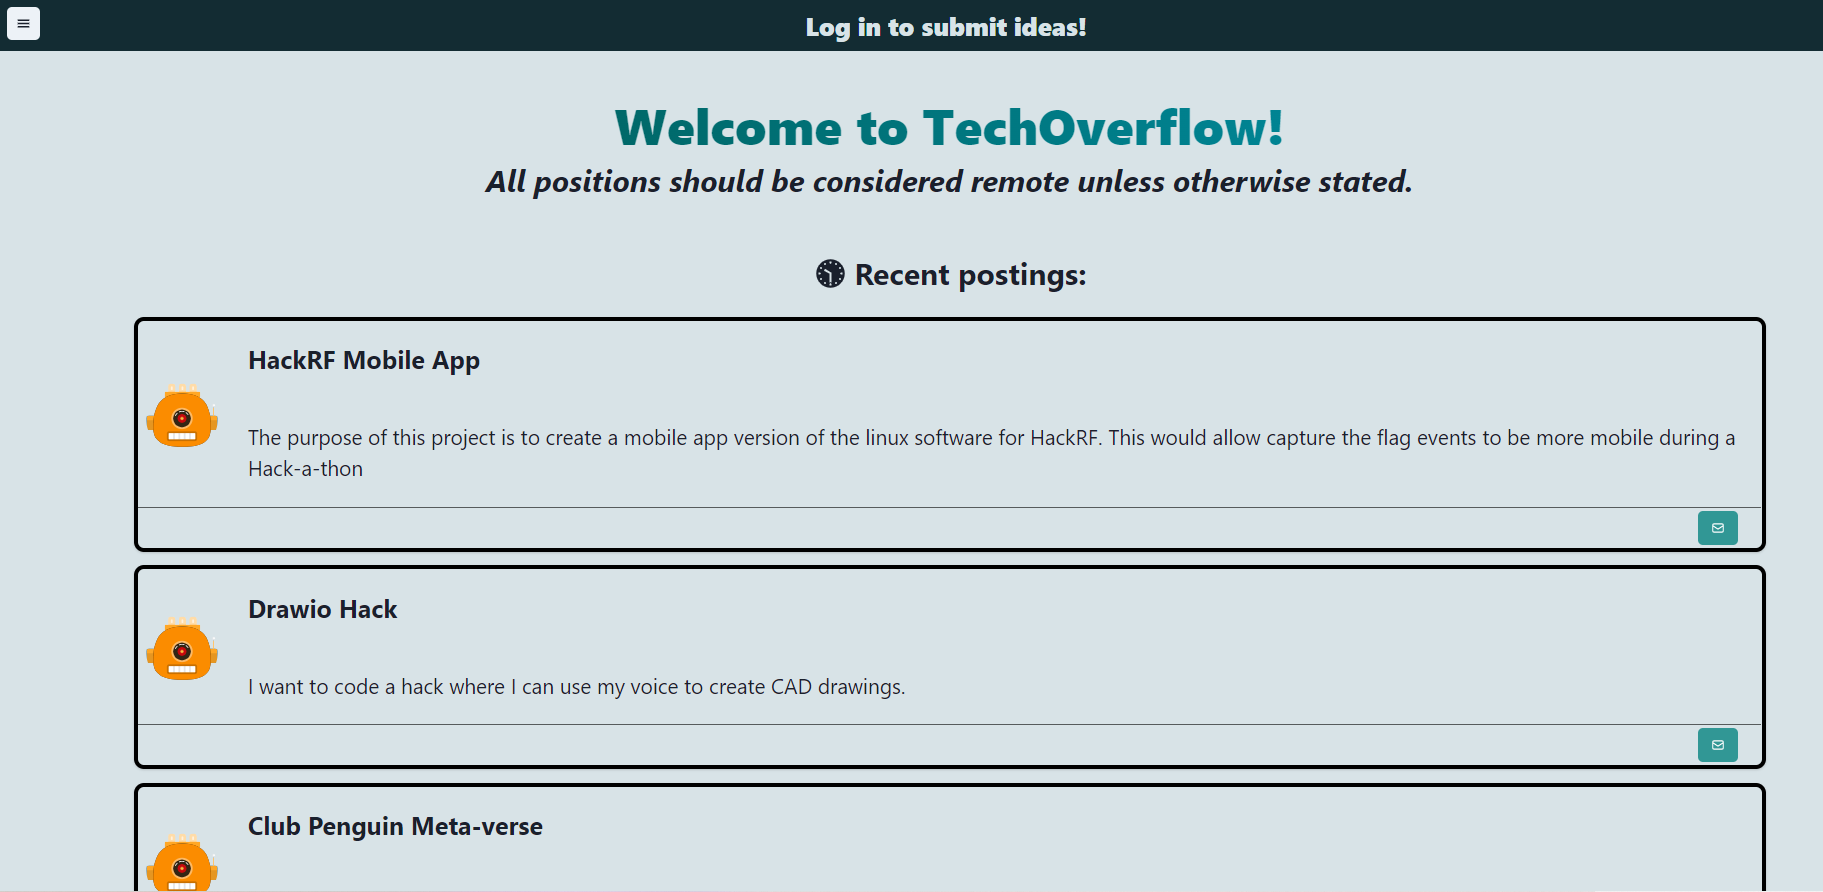 Log in to submit ideas!
Welcome to TechOverflow!
All positions should be considered remote unless otherwise stated.
Recent postings:
HackRF Mobile App
The purpose of this project is to create a mobile app version of the linux software for HackRF. This would allow capture the flag events to be more mobile during a
Hack-a-thon
Drawio Hack
I want to code a hack where I can use my voice to create CAD drawings.
Club Penguin Meta-verse